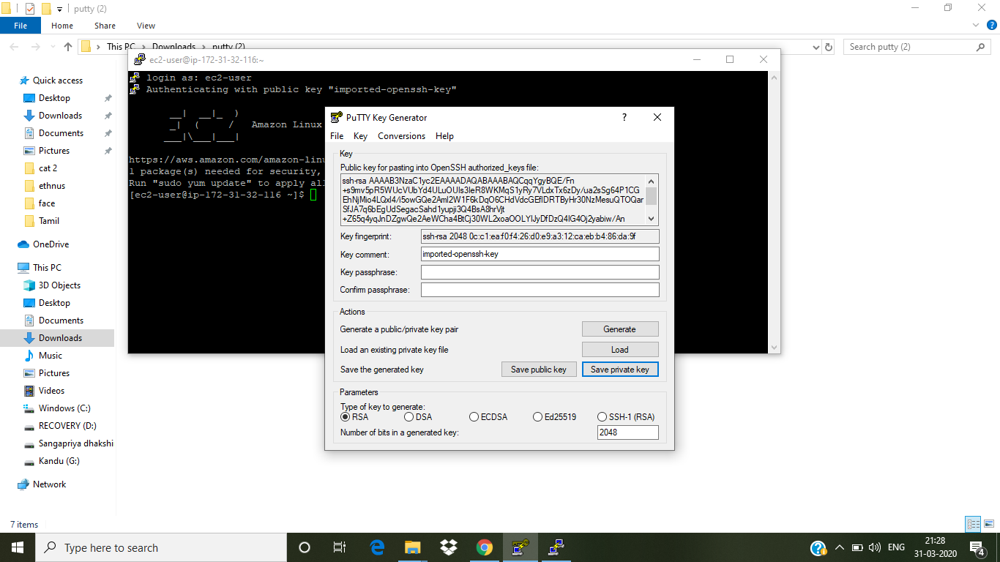 putty (2)
File Home Share View
This PC Downloads putty (2)
Search putty (2)
Quick access
Desktop
Downloads
Documents
Pictures
cat 2
ethnus
face
Tamil
OneDrive
This PC
3D Objects
Desktop
Documents
Downloads
Music
Pictures
Videos
Windows (C:)
RECOVERY (D:)
Sangapriya dhakshi
Kandu (G:)
Network
7 items
ec2-user@ip-172-31-32-116:~
login as: ec2-user
Authenticating with public key "imported-openssh-key"
__| __|_ )
_| ( / Amazon Linux
___|\___|___|
https://aws.amazon.com/amazon-linu
1 package(s) needed for security,
Run "sudo yum update" to apply all
[ec2-user@ip-172-31-32-116 ~]$
PuTTY Key Generator ?
File Key Conversions Help
Key
Public key for pasting into OpenSSH authorized_keys file:
ssh-rsa AAAAB3NzaC1yc2EAAAADAQABAAABAQCqqYgyBQE/Fn
+s9mv5pR5WUcVUbYd4ULuOUIs3leR8WKMqS1yRy7VLdxTx6zDy/ua2sSg64P1CG
EhNjMio4LQxI4/i5owGQe2AmI2W1F6kDqO6CHdVdcGEfIDRTByHr30NzMesuQTOQar
SfJA7q6bEgUdSegacSahd1yupji3Q4BsA8hrVjt
+Z65q4yqJnDZgwQe2AeWCha4BtCj30WL2xoaOOLYIJyDfDzQ4IG4Oj2yabiw/An
Key fingerprint: ssh-rsa 2048 0c:c1:ea:f0:f4:26:d0:e9:a3:12:ca:eb:b4:86:da:9f
Key comment: imported-openssh-key
Key passphrase:
Confirm passphrase:
Actions
Generate a public/private key pair Generate
Load an existing private key file Load
Save the generated key Save public key Save private key
Parameters
Type of key to generate:
RSA DSA ECDSA Ed25519 SSH-1 (RSA)
Number of bits in a generated key: 2048
Type here to search
ENG
21:28
31-03-2020
4